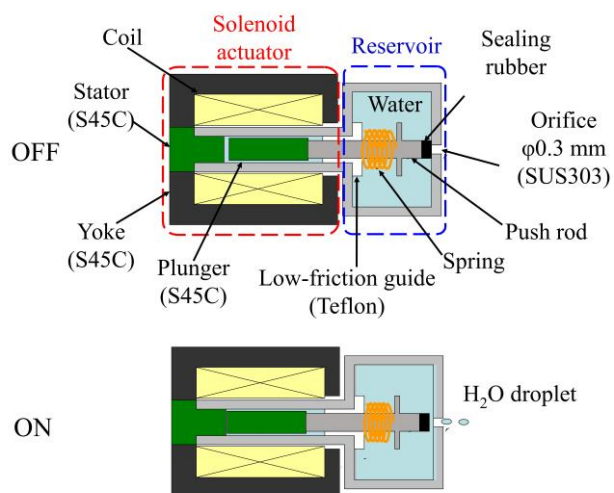 Solenoid
actuator
Reservoir
Sealing
rubber
Coil
Stator
(S45C)
Water
Orifice
φ0.3 mm
(SUS303)
OFF
Yoke
(S45C)
Plunger
(S45C)
Low-friction guide
(Teflon)
Spring
Push rod
ON
H₂O droplet